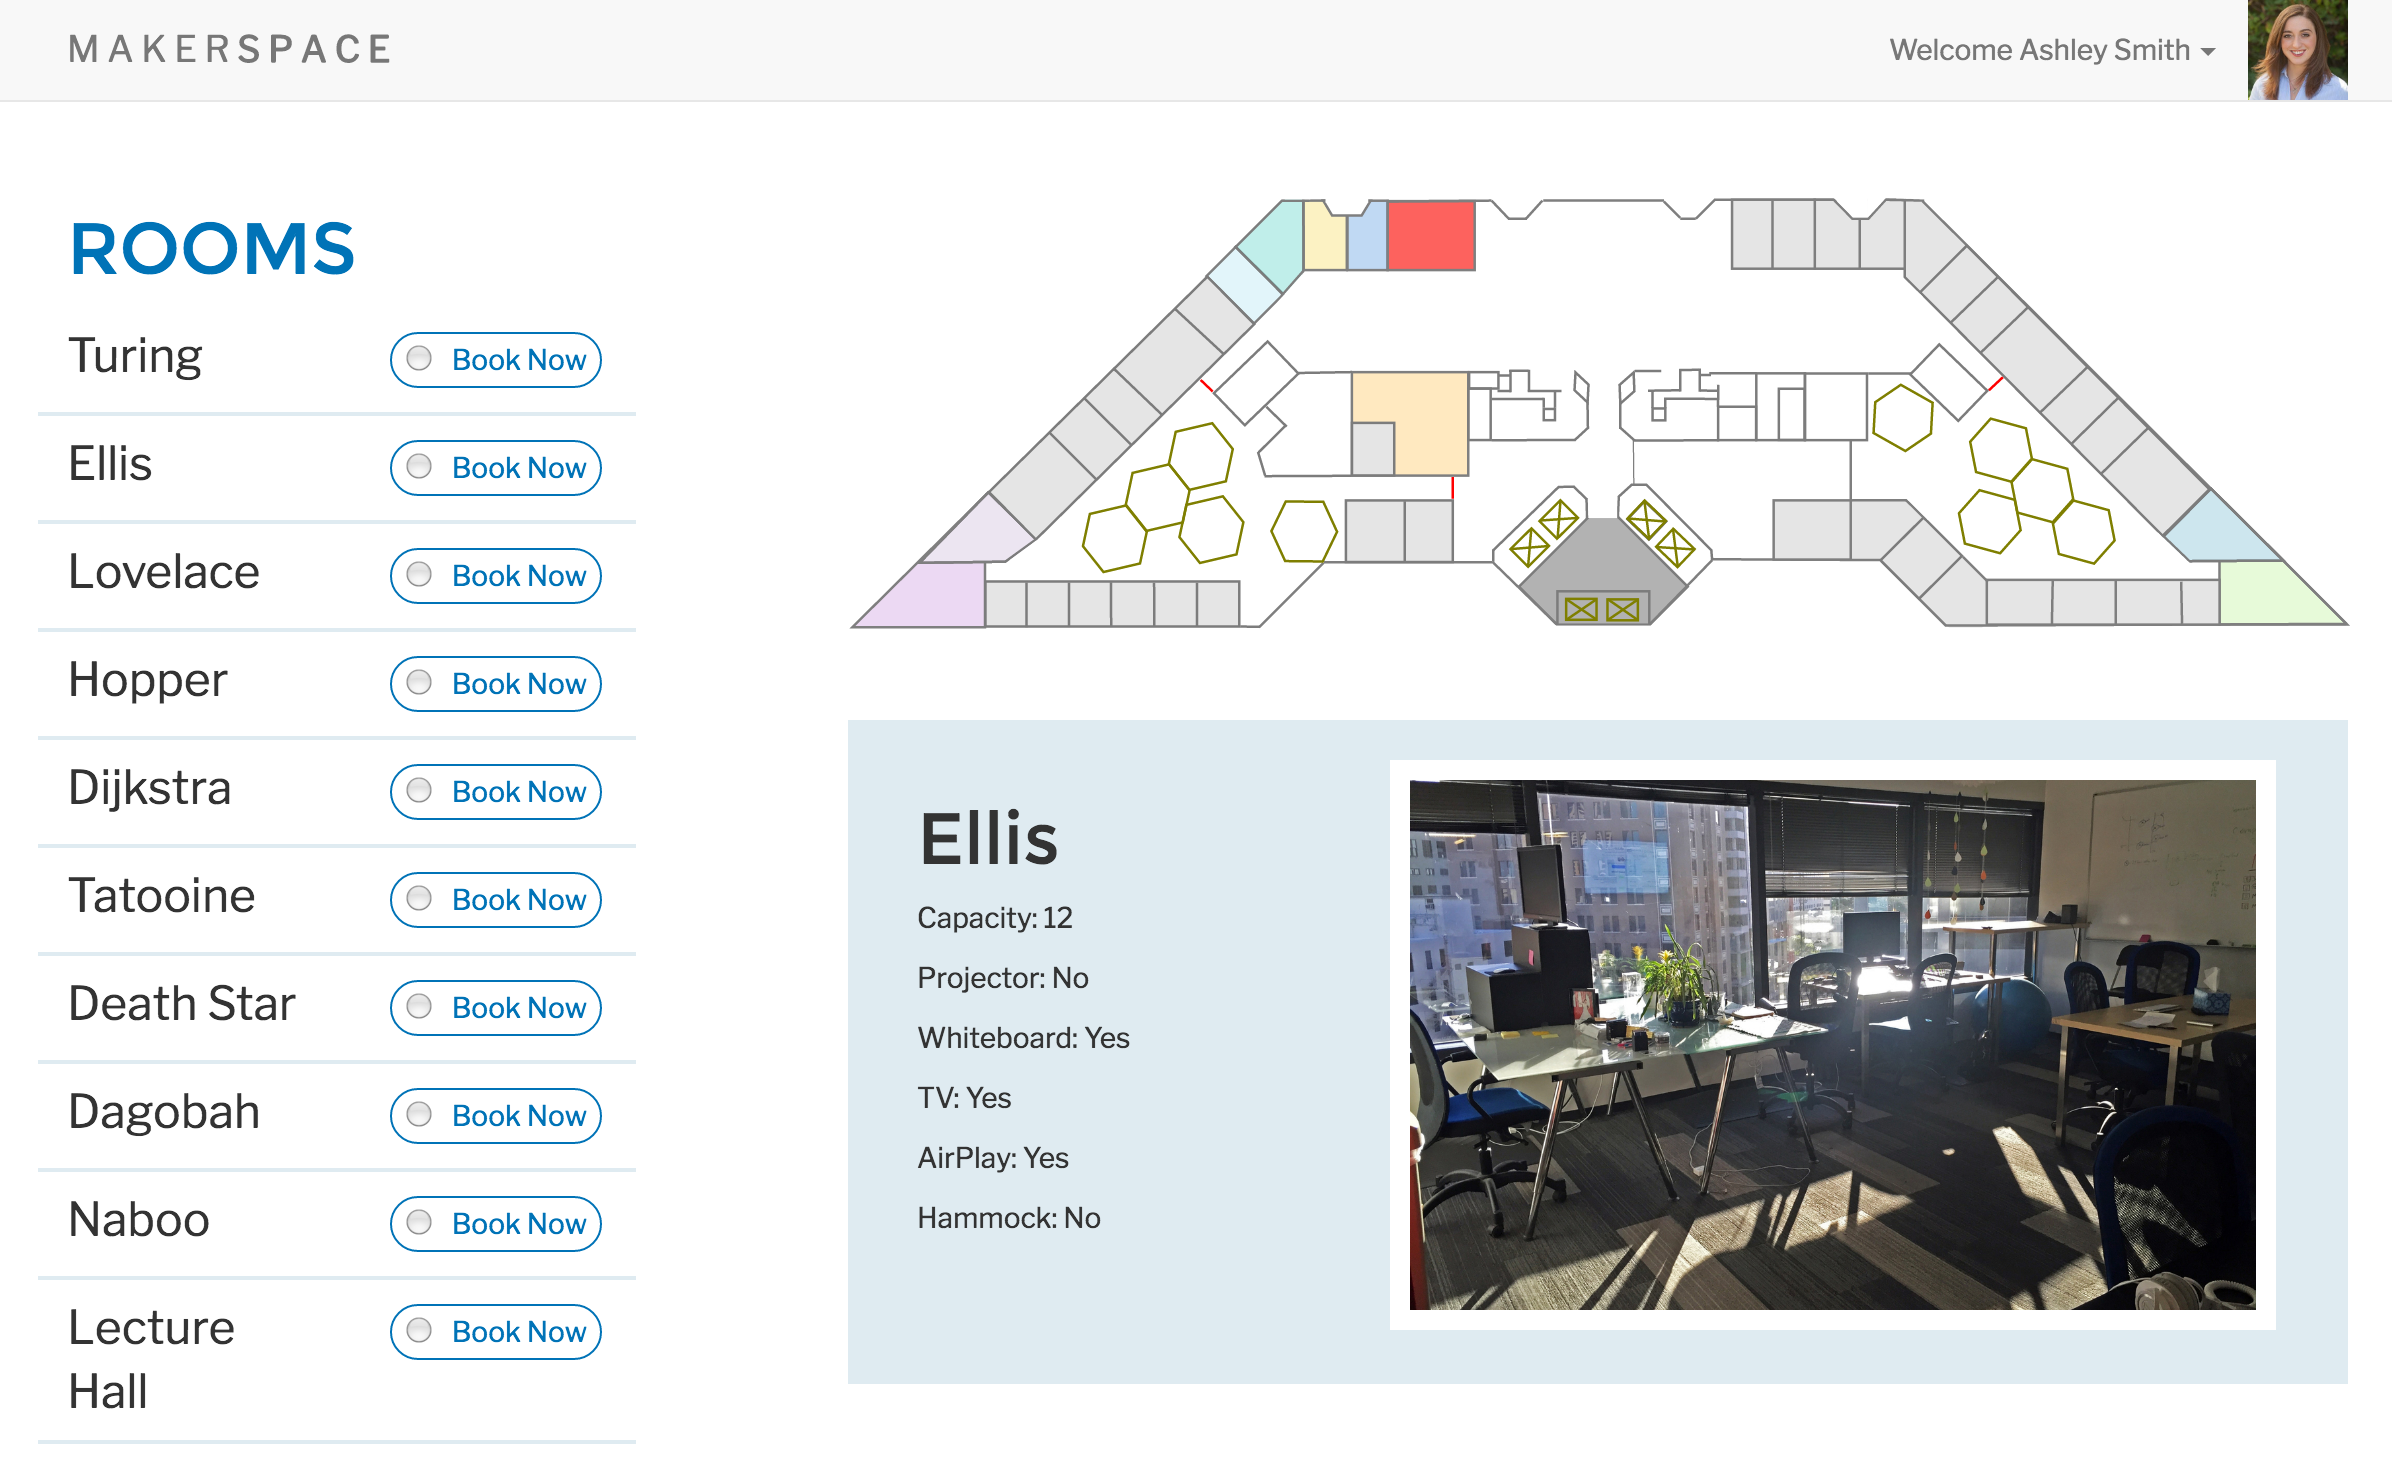 MAKERSPACE
Welcome Ashley Smith
ROOMS
Turing Book Now
Ellis Book Now
Lovelace Book Now
Hopper Book Now
Dijkstra Book Now
Tatooine Book Now
Death Star Book Now
Dagobah Book Now
Naboo Book Now
Lecture Book Now
Hall
Ellis
Capacity: 12
Projector: No
Whiteboard: Yes
TV: Yes
AirPlay: Yes
Hammock: No